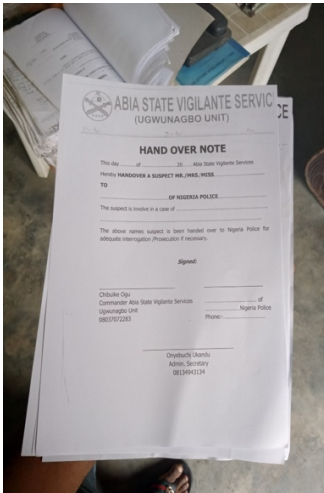 ABIA STATE VIGILANTE SERVIC
(UGWUNAGBO UNIT)
CE
HAND OVER NOTE
This day ........ of .................. 20..... Abia State Vigilante Services
Hereby HANDOVER A SUSPECT MR./MRS./MISS ..................
TO
.................. OF NIGERIA POLICE
The suspect is involve in a case of ..................
..................
The above names suspect is been handed over to Nigeria Police for
adequate interrogation /Prosecution if necessary.
Signed:
Chibuike Ogu
Commander Abia State Vigilante Services
Ugwunagbo Unit
08037072283
.................. of
.................. Nigeria Police
Phone:- ..................
Onyebuchi Ukandu
Admin, Secretary
08134943134